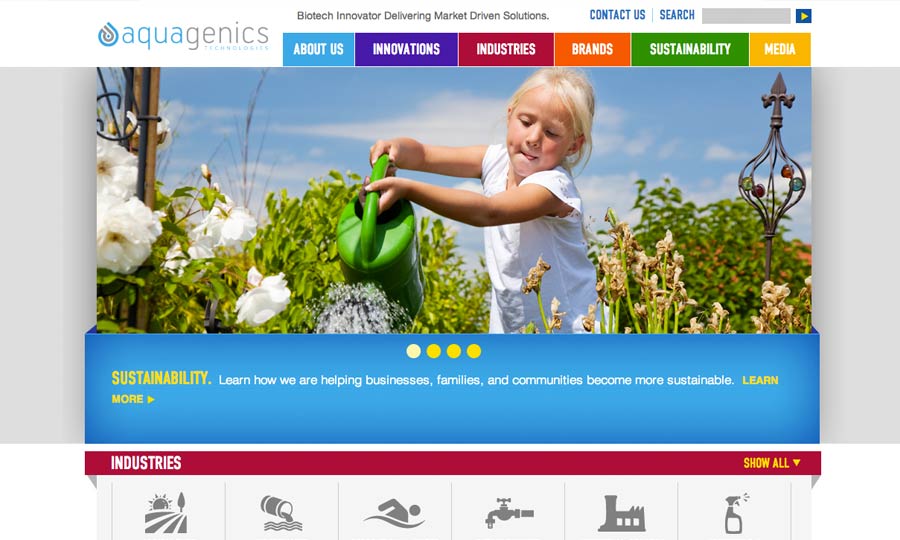 Biotech Innovator Delivering Market Driven Solutions.
CONTACT US
SEARCH
aquagenics
TECHNOLOGIES
ABOUT US
INNOVATIONS
INDUSTRIES
BRANDS
SUSTAINABILITY
MEDIA
SUSTAINABILITY. Learn how we are helping businesses, families, and communities become more sustainable. LEARN
MORE
INDUSTRIES
SHOW ALL